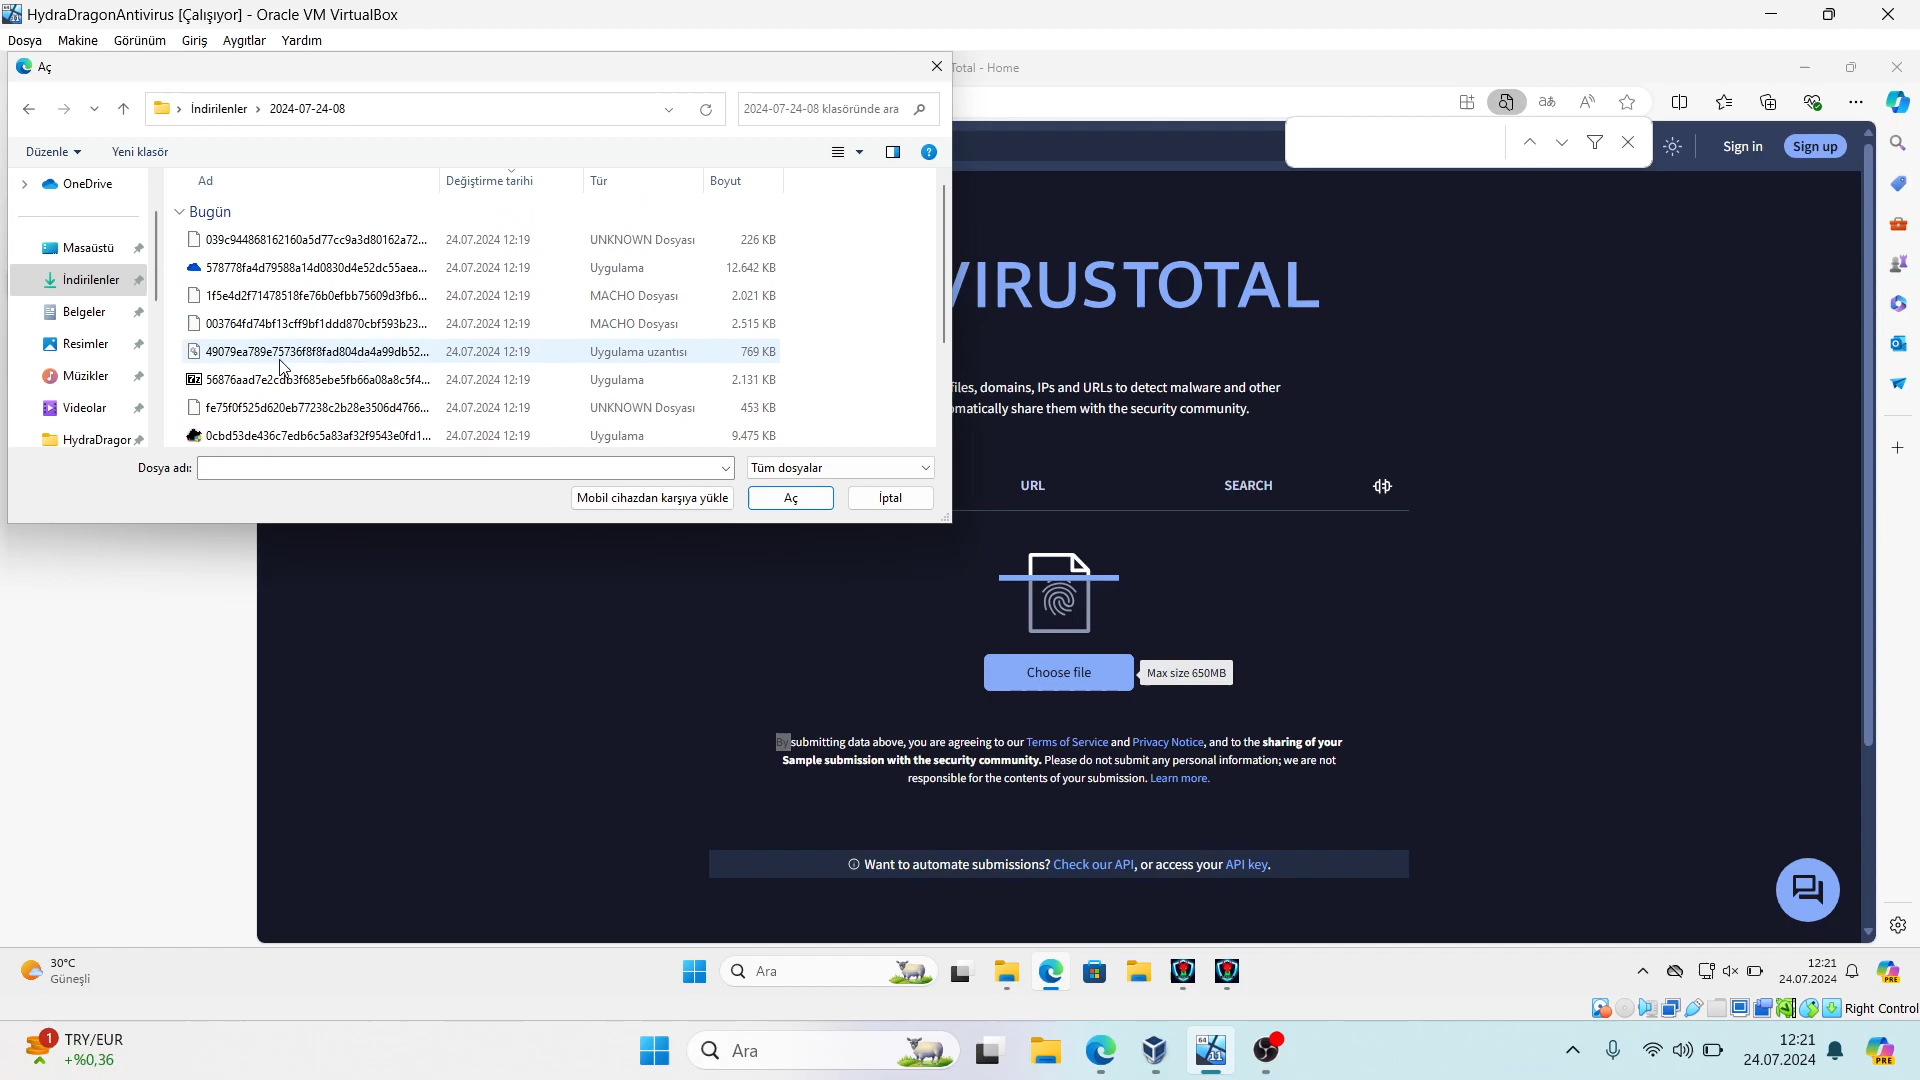 HydraDragonAntivirus [Çalışıyor] - Oracle VM VirtualBox
Dosya Makine Görünüm Giriş Aygıtlar Yardım
Aç
Total - Home
İndirilenler > 2024-07-24-08
2024-07-24-08 klasöründe ara
Düzenle
Yeni klasör
Sign in
Sign up
OneDrive
Masaüstü
İndirilenler
Belgeler
Resimler
Müzikler
Videolar
HydraDragor
Ad Değiştirme tarihi Tür Boyut
Bugün
039c944868162160a5d77cc9a3d80162a72... 24.07.2024 12:19 UNKNOWN Dosyası 226 KB
578778fa4d79588a14d0830d4e52dc55aea... 24.07.2024 12:19 Uygulama 12.642 KB
1f5e4d2f71478518fe76b0efbb75609d3fb6... 24.07.2024 12:19 MACHO Dosyası 2.021 KB
003764fd74bf13cff9bf1ddd870cbf593b23... 24.07.2024 12:19 MACHO Dosyası 2.515 KB
49079ea789e75736f8f8fad804da4a99db52... 24.07.2024 12:19 Uygulama uzantısı 769 KB
56876aad7e2cdb3f685ebe5fb66a08a8c5f4... 24.07.2024 12:19 Uygulama 2.131 KB
fe75f0f525d620eb77238c2b28e3506d4766... 24.07.2024 12:19 UNKNOWN Dosyası 453 KB
0cbd53de436c7edb6c5a83af32f9543e0fd1... 24.07.2024 12:19 Uygulama 9.475 KB
Dosya adı:
Tüm dosyalar
Mobil cihazdan karşıya yükle
Aç
İptal
VIRUSTOTAL
files, domains, IPs and URLs to detect malware and other
omatically share them with the security community.
URL
SEARCH
Choose file
Max size 650MB
By submitting data above, you are agreeing to our Terms of Service and Privacy Notice, and to the sharing of your
Sample submission with the security community. Please do not submit any personal information; we are not
responsible for the contents of your submission. Learn more.
Want to automate submissions? Check our API, or access your API key.
30°C
Güneşli
Ara
12:21
24.07.2024
PRE
Right Control
1
TRY/EUR
+%0,36
Ara
64
11
12:21
24.07.2024
PRE